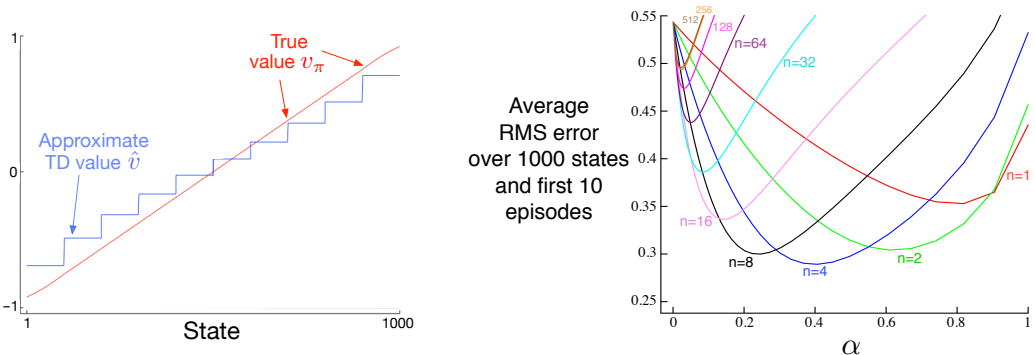 1
0
−1
True
value vπ
Approximate
TD value v̂
1
1000
State
Average
RMS error
over 1000 states
and first 10
episodes
0.55
0.5
0.45
0.4
0.35
0.3
0.25
0
0.2
0.4
0.6
0.8
1
α
256
512
128
n=64
n=32
n=16
n=8
n=4
n=2
n=1